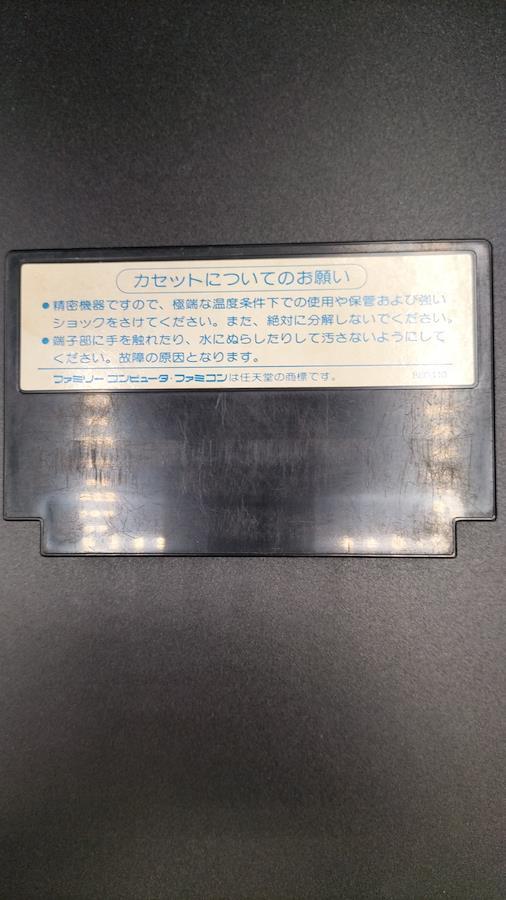 カセットについてのお願い
●精密機器ですので、極端な温度条件下での使用や保管および強い
ショックをさけてください。また、絶対に分解しないでください。
●端子部に手を触れたり、水にぬらしたりして汚さないようにして
ください。故障の原因となります。
ファミリーコンピュータ・ファミコンは任天堂の商標です。